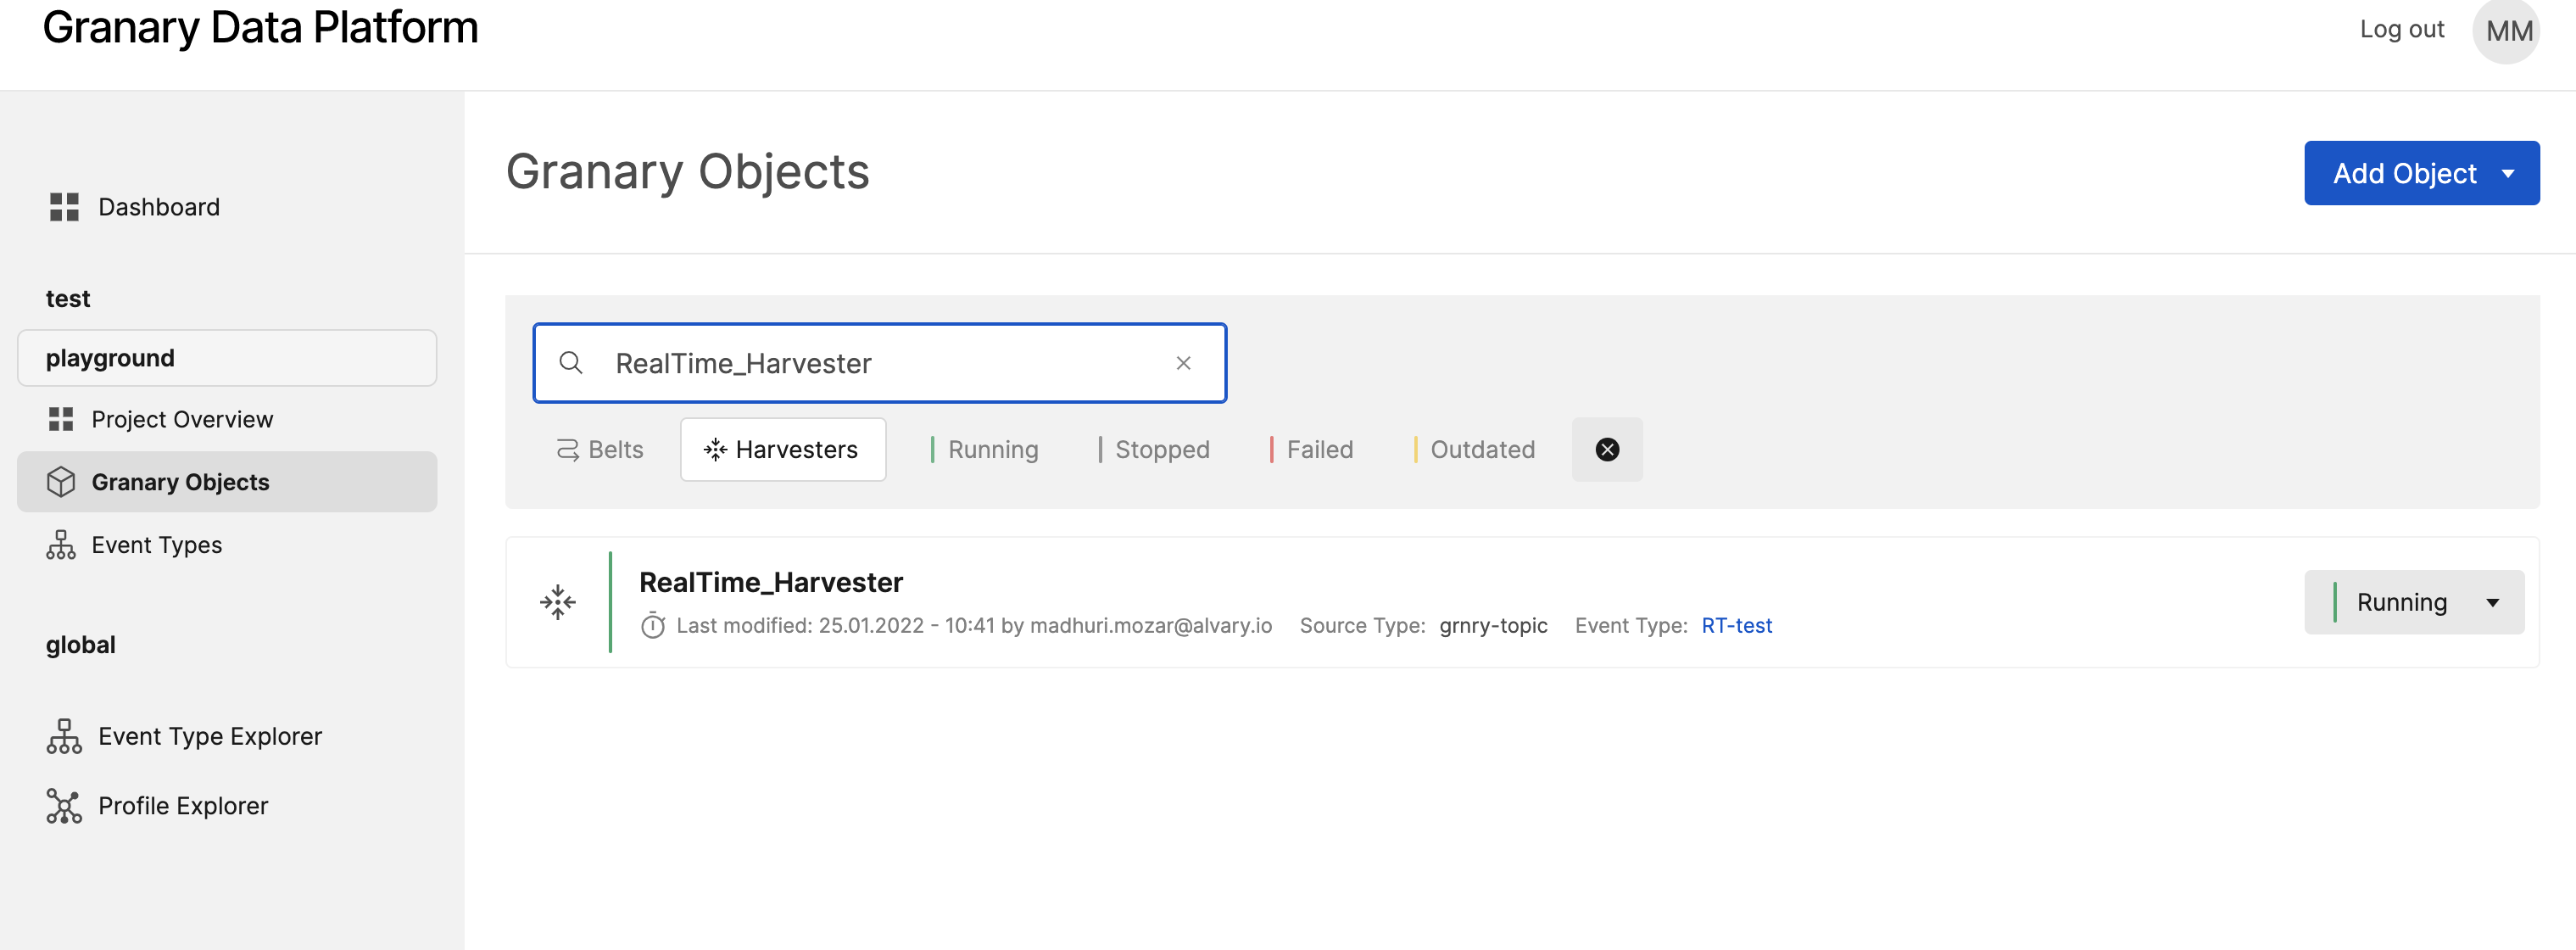 Granary Data Platform
Log out MM
Dashboard
test
playground
Project Overview
Granary Objects
Event Types
global
Event Type Explorer
Profile Explorer
Granary Objects
Add Object
RealTime_Harvester
Belts Harvesters Running Stopped Failed Outdated
RealTime_Harvester
Last modified: 25.01.2022 - 10:41 by madhuri.mozar@alvary.io Source Type: grnry-topic Event Type: RT-test
Running